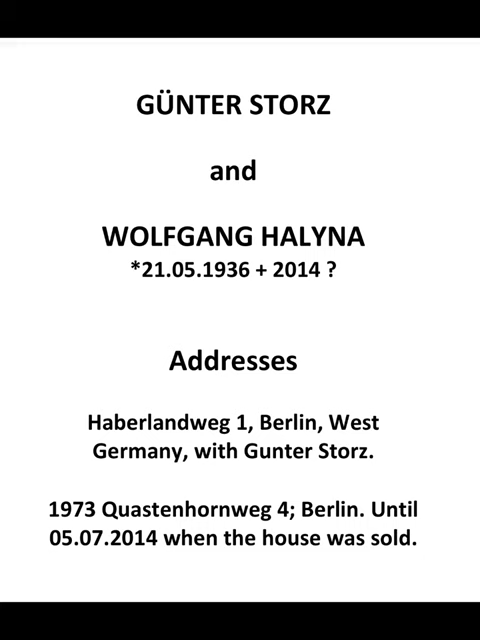 GÜNTER STORZ
and
WOLFGANG HALYNA
*21.05.1936 + 2014 ?
Addresses
Haberlandweg 1, Berlin, West
Germany, with Gunter Storz.
1973 Quastenhornweg 4; Berlin. Until
05.07.2014 when the house was sold.